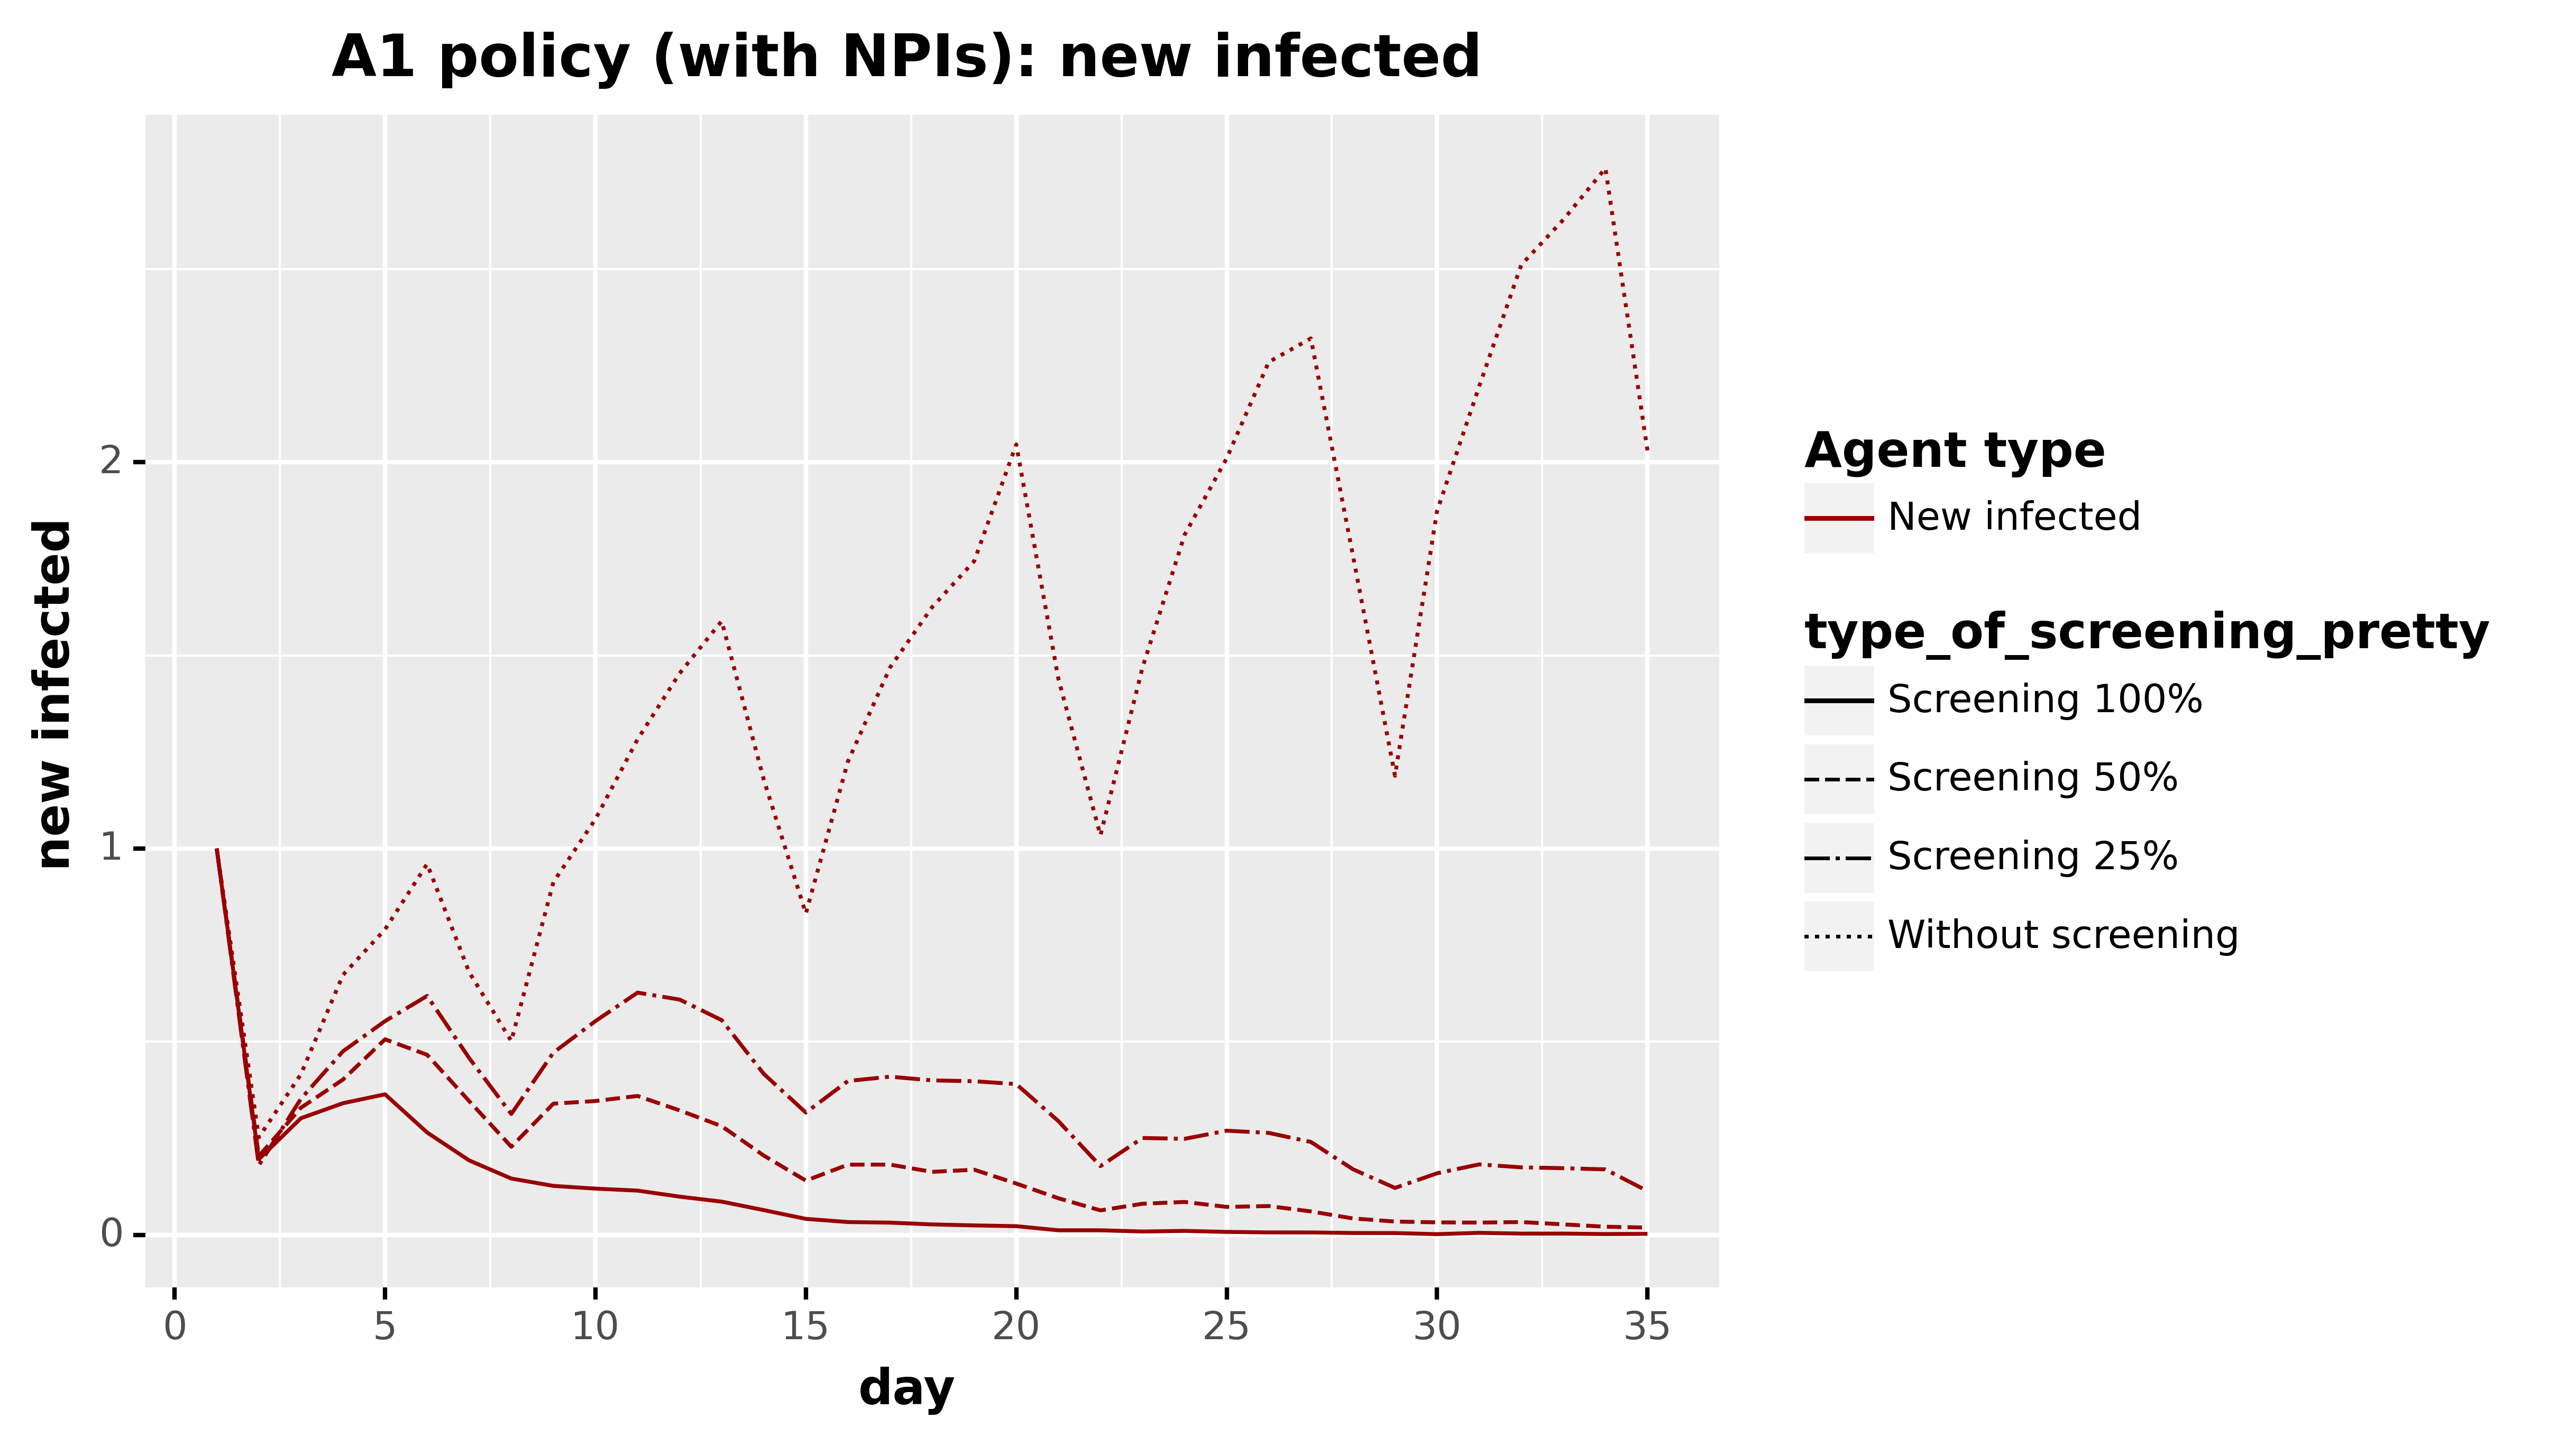 A1 policy (with NPIs): new infected
new infected
2
1
0
0 5 10 15 20 25 30 35
day
Agent type
New infected
type_of_screening_pretty
Screening 100%
Screening 50%
Screening 25%
Without screening